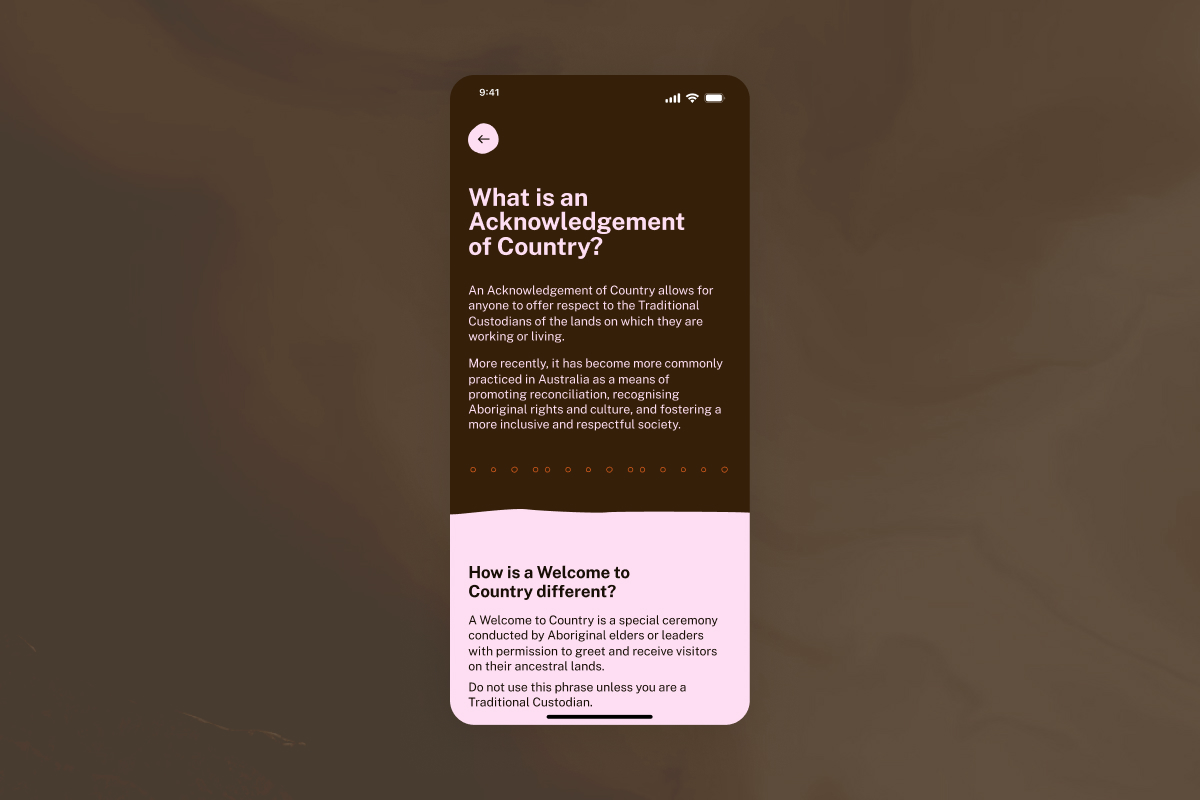 9:41
What is an
Acknowledgement
of Country?
An Acknowledgement of Country allows for
anyone to offer respect to the Traditional
Custodians of the lands on which they are
working or living.
More recently, it has become more commonly
practiced in Australia as a means of
promoting reconciliation, recognising
Aboriginal rights and culture, and fostering a
more inclusive and respectful society.
How is a Welcome to
Country different?
A Welcome to Country is a special ceremony
conducted by Aboriginal elders or leaders
with permission to greet and receive visitors
on their ancestral lands.
Do not use this phrase unless you are a
Traditional Custodian.